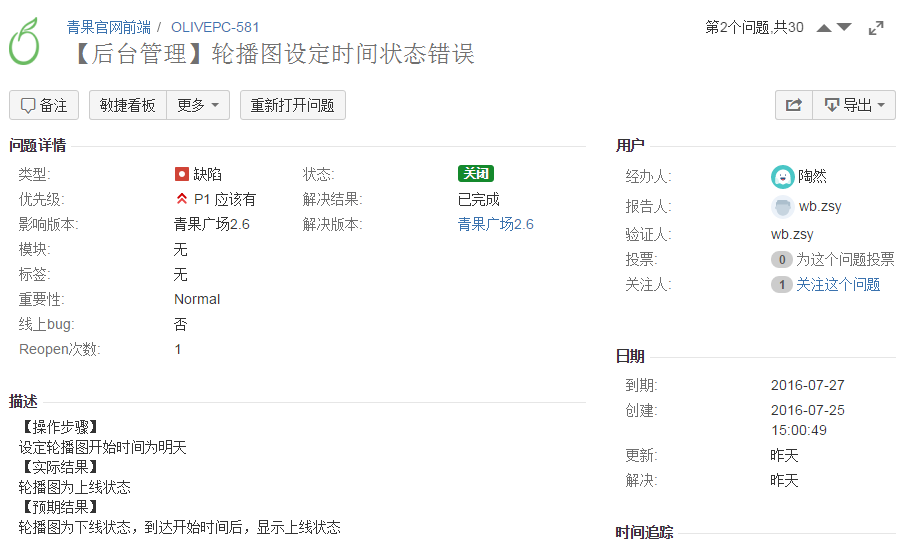 青果官网前端 / OLIVEPC-581
第2个问题,共30
【后台管理】轮播图设定时间状态错误
备注 敏捷看板 更多 重新打开问题 导出
问题详情
类型: 缺陷 状态: 关闭
优先级: P1 应该有 解决结果: 已完成
影响版本: 青果广场2.6 解决版本: 青果广场2.6
模块: 无
标签: 无
重要性: Normal
线上bug: 否
Reopen次数: 1
描述
【操作步骤】
设定轮播图开始时间为明天
【实际结果】
轮播图为上线状态
【预期结果】
轮播图为下线状态，到达开始时间后，显示上线状态
用户
经办人: 陶然
报告人: wb.zsy
验证人: wb.zsy
投票: 0 为这个问题投票
关注人: 1 关注这个问题
日期
到期: 2016-07-27
创建: 2016-07-25
15:00:49
更新: 昨天
解决: 昨天
时间追踪